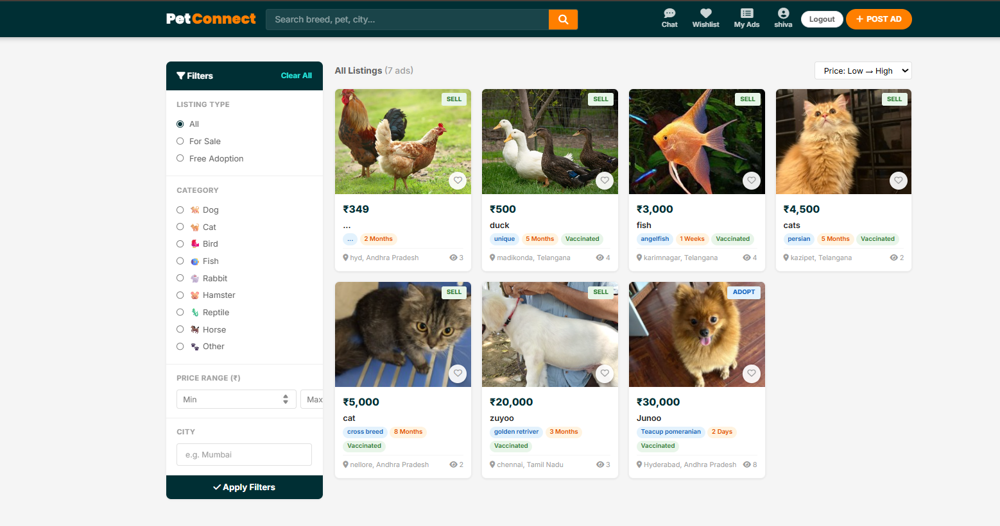 PetConnect
Search breed, pet, city...
Chat
Wishlist
My Ads
shiva
Logout
+ POST AD
Filters
Clear All
LISTING TYPE
All
For Sale
Free Adoption
CATEGORY
Dog
Cat
Bird
Fish
Rabbit
Hamster
Reptile
Horse
Other
PRICE RANGE (₹)
Min
Max
CITY
e.g. Mumbai
Apply Filters
All Listings (7 ads)
Price: Low → High
SELL
₹349
...
... 2 Months
hyd, Andhra Pradesh 3
SELL
₹500
duck
unique 5 Months Vaccinated
madikonda, Telangana 4
SELL
₹3,000
fish
angelfish 1 Weeks Vaccinated
karimnagar, Telangana 4
SELL
₹4,500
cats
persian 5 Months Vaccinated
kazipet, Telangana 2
SELL
₹5,000
cat
cross breed 8 Months
Vaccinated
nellore, Andhra Pradesh 2
SELL
₹20,000
zuyoo
golden retriver 3 Months
Vaccinated
chennai, Tamil Nadu 3
ADOPT
₹30,000
Junoo
Teacup pomeranian 2 Days
Vaccinated
Hyderabad, Andhra Pradesh 8